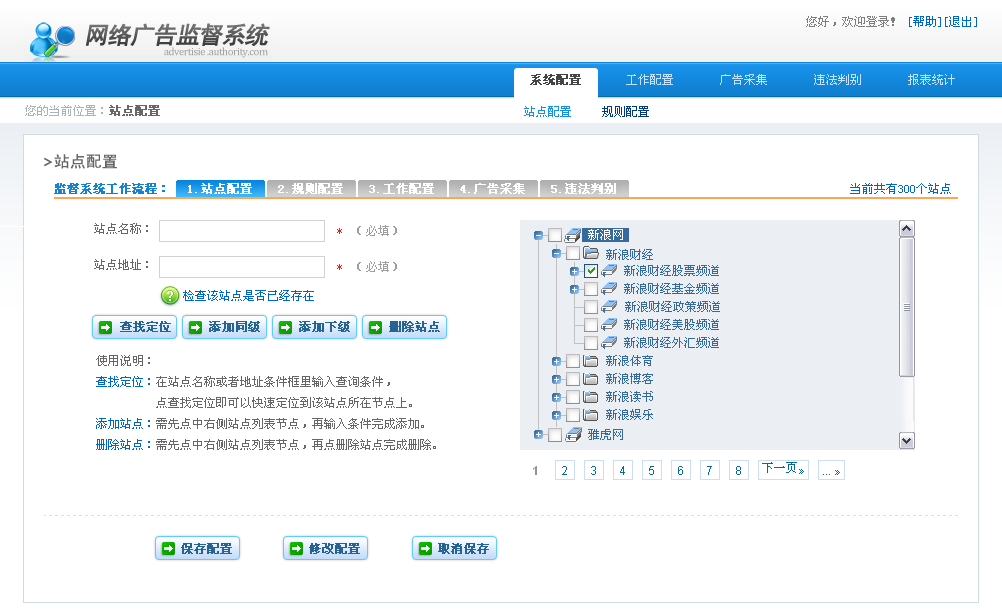 您好，欢迎登录！ [帮助][退出]
网络广告监督系统
advertisie.authority.com
系统配置 工作配置 广告采集 违法判别 报表统计
您的当前位置：站点配置 站点配置 规则配置
>站点配置
监督系统工作流程： 1.站点配置 2.规则配置 3.工作配置 4.广告采集 5.违法判别 当前共有300个站点
站点名称： * （必填）
站点地址： * （必填）
? 检查该站点是否已经存在
查找定位 添加同级 添加下级 删除站点
使用说明：
查找定位：在站点名称或者地址条件框里输入查询条件，
点查找定位即可以快速定位到该站点所在节点上。
添加站点：需先点中右侧站点列表节点，再输入条件完成添加。
删除站点：需先点中右侧站点列表节点，再点删除站点完成删除。
新浪网
新浪财经
新浪财经股票频道
新浪财经基金频道
新浪财经政策频道
新浪财经美股频道
新浪财经外汇频道
新浪体育
新浪博客
新浪读书
新浪娱乐
雅虎网
1 2 3 4 5 6 7 8 下一页» ... »
保存配置 修改配置 取消保存